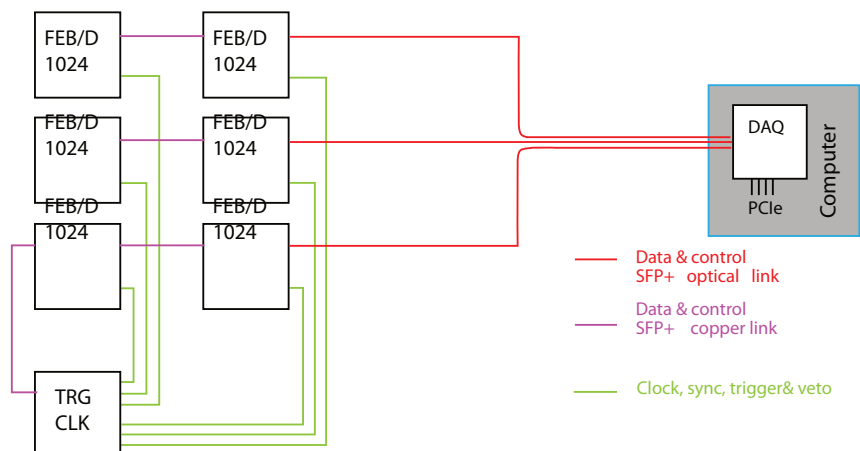 FEB/D
1024
FEB/D
1024
FEB/D
1024
FEB/D
1024
FEB/D
1024
FEB/D
1024
TRG
CLK
DAQ
PCIe
Computer
Data & control
SFP+ optical link
Data & control
SFP+ copper link
Clock, sync, trigger& veto